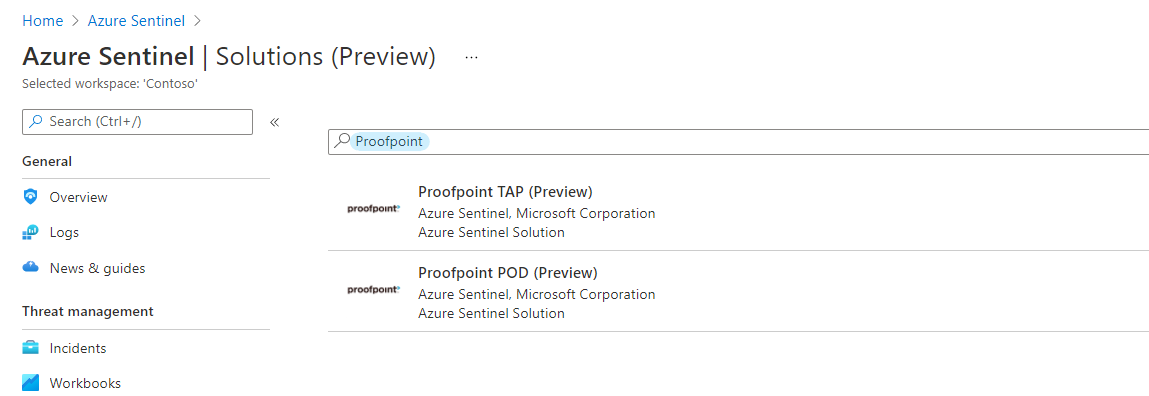 Home > Azure Sentinel >
Azure Sentinel | Solutions (Preview) ...
Selected workspace: 'Contoso'
Search (Ctrl+/) «
Proofpoint
General
Overview
Logs
News & guides
Threat management
Incidents
Workbooks
proofpoint
Proofpoint TAP (Preview)
Azure Sentinel, Microsoft Corporation
Azure Sentinel Solution
proofpoint
Proofpoint POD (Preview)
Azure Sentinel, Microsoft Corporation
Azure Sentinel Solution